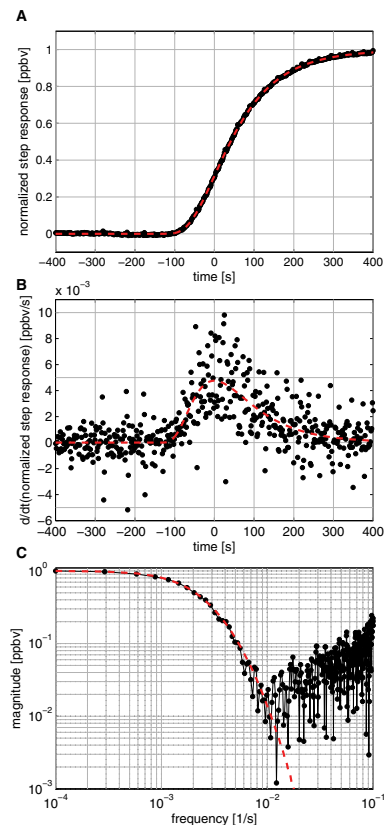 A
normalized step response [ppbv]
1
0.8
0.6
0.4
0.2
0
−400 −300 −200 −100 0 100 200 300 400
time [s]
B
x 10⁻³
d/dt(normalized step response) [ppbv/s]
10
8
6
4
2
0
−2
−4
−6
−400 −300 −200 −100 0 100 200 300 400
time [s]
C
magnitude [ppbv]
10⁰
10⁻¹
10⁻²
10⁻³
10⁻⁴ 10⁻³ 10⁻² 10⁻¹
frequency [1/s]